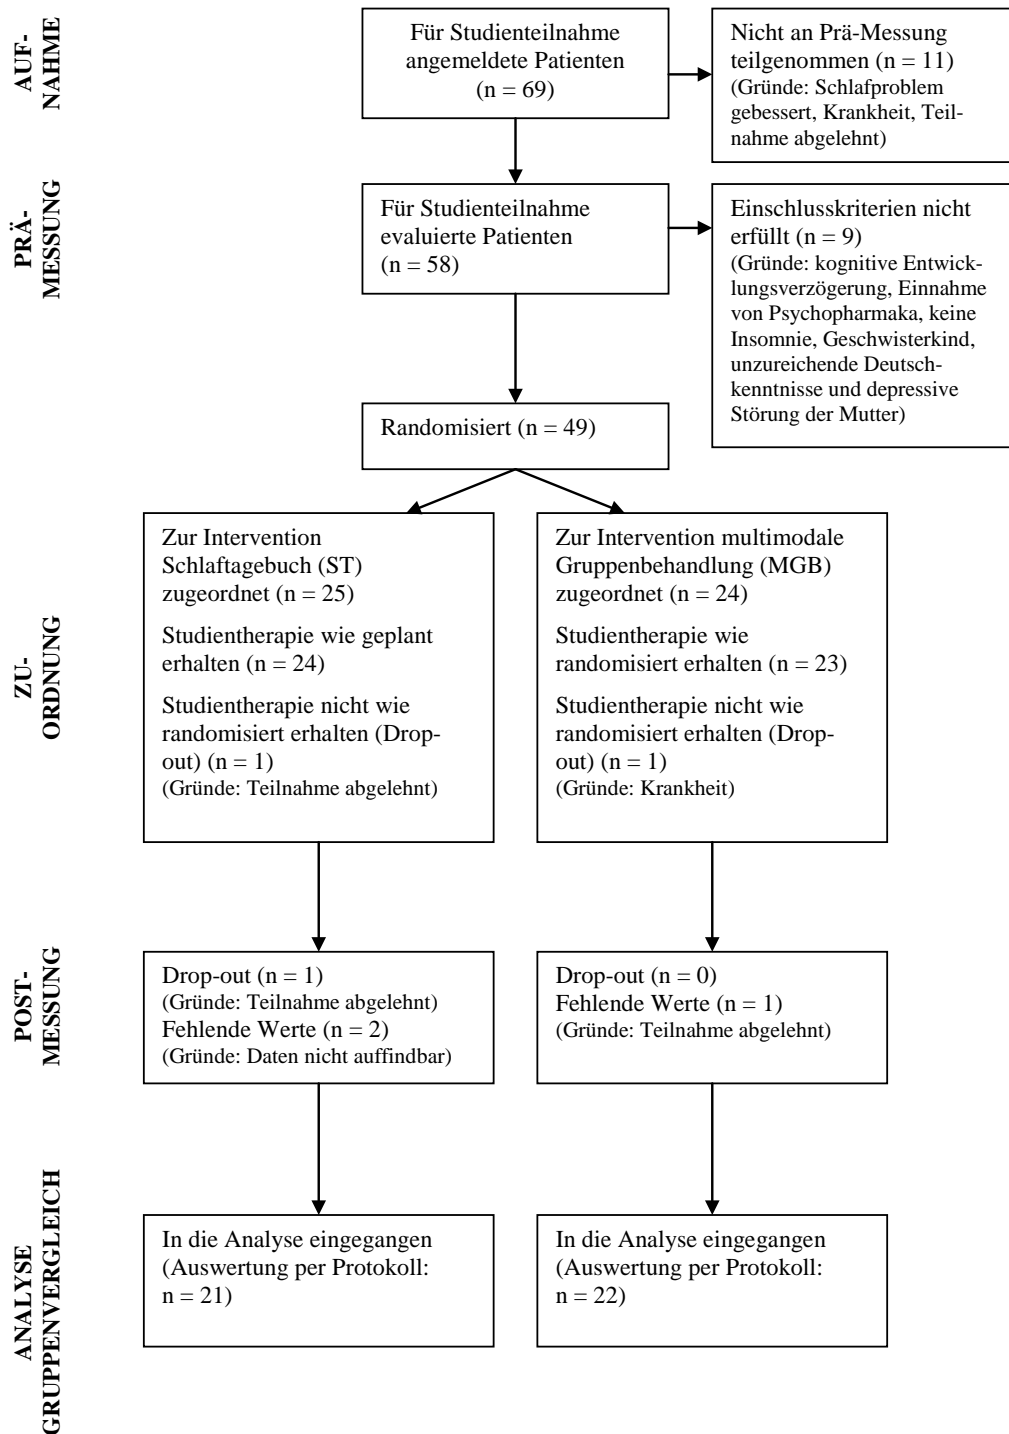 AUF-
NAHME
Für Studienteilnahme
angemeldete Patienten
(n = 69)
Nicht an Prä-Messung
teilgenommen (n = 11)
(Gründe: Schlafproblem
gebessert, Krankheit, Teil-
nahme abgelehnt)
PRÄ-
MESSUNG
Für Studienteilnahme
evaluierte Patienten
(n = 58)
Einschlusskriterien nicht
erfüllt (n = 9)
(Gründe: kognitive Entwick-
lungsverzögerung, Einnahme
von Psychopharmaka, keine
Insomnie, Geschwisterkind,
unzureichende Deutsch-
kenntnisse und depressive
Störung der Mutter)
Randomisiert (n = 49)
ZU-
ORDNUNG
Zur Intervention
Schlaftagebuch (ST)
zugeordnet (n = 25)
Studientherapie wie geplant
erhalten (n = 24)
Studientherapie nicht wie
randomisiert erhalten (Drop-
out) (n = 1)
(Gründe: Teilnahme abgelehnt)
Zur Intervention multimodale
Gruppenbehandlung (MGB)
zugeordnet (n = 24)
Studientherapie wie
randomisiert erhalten (n = 23)
Studientherapie nicht wie
randomisiert erhalten (Drop-
out) (n = 1)
(Gründe: Krankheit)
POST-
MESSUNG
Drop-out (n = 1)
(Gründe: Teilnahme abgelehnt)
Fehlende Werte (n = 2)
(Gründe: Daten nicht auffindbar)
Drop-out (n = 0)
Fehlende Werte (n = 1)
(Gründe: Teilnahme abgelehnt)
ANALYSE
GRUPPENVERGLEICH
In die Analyse eingegangen
(Auswertung per Protokoll:
n = 21)
In die Analyse eingegangen
(Auswertung per Protokoll:
n = 22)